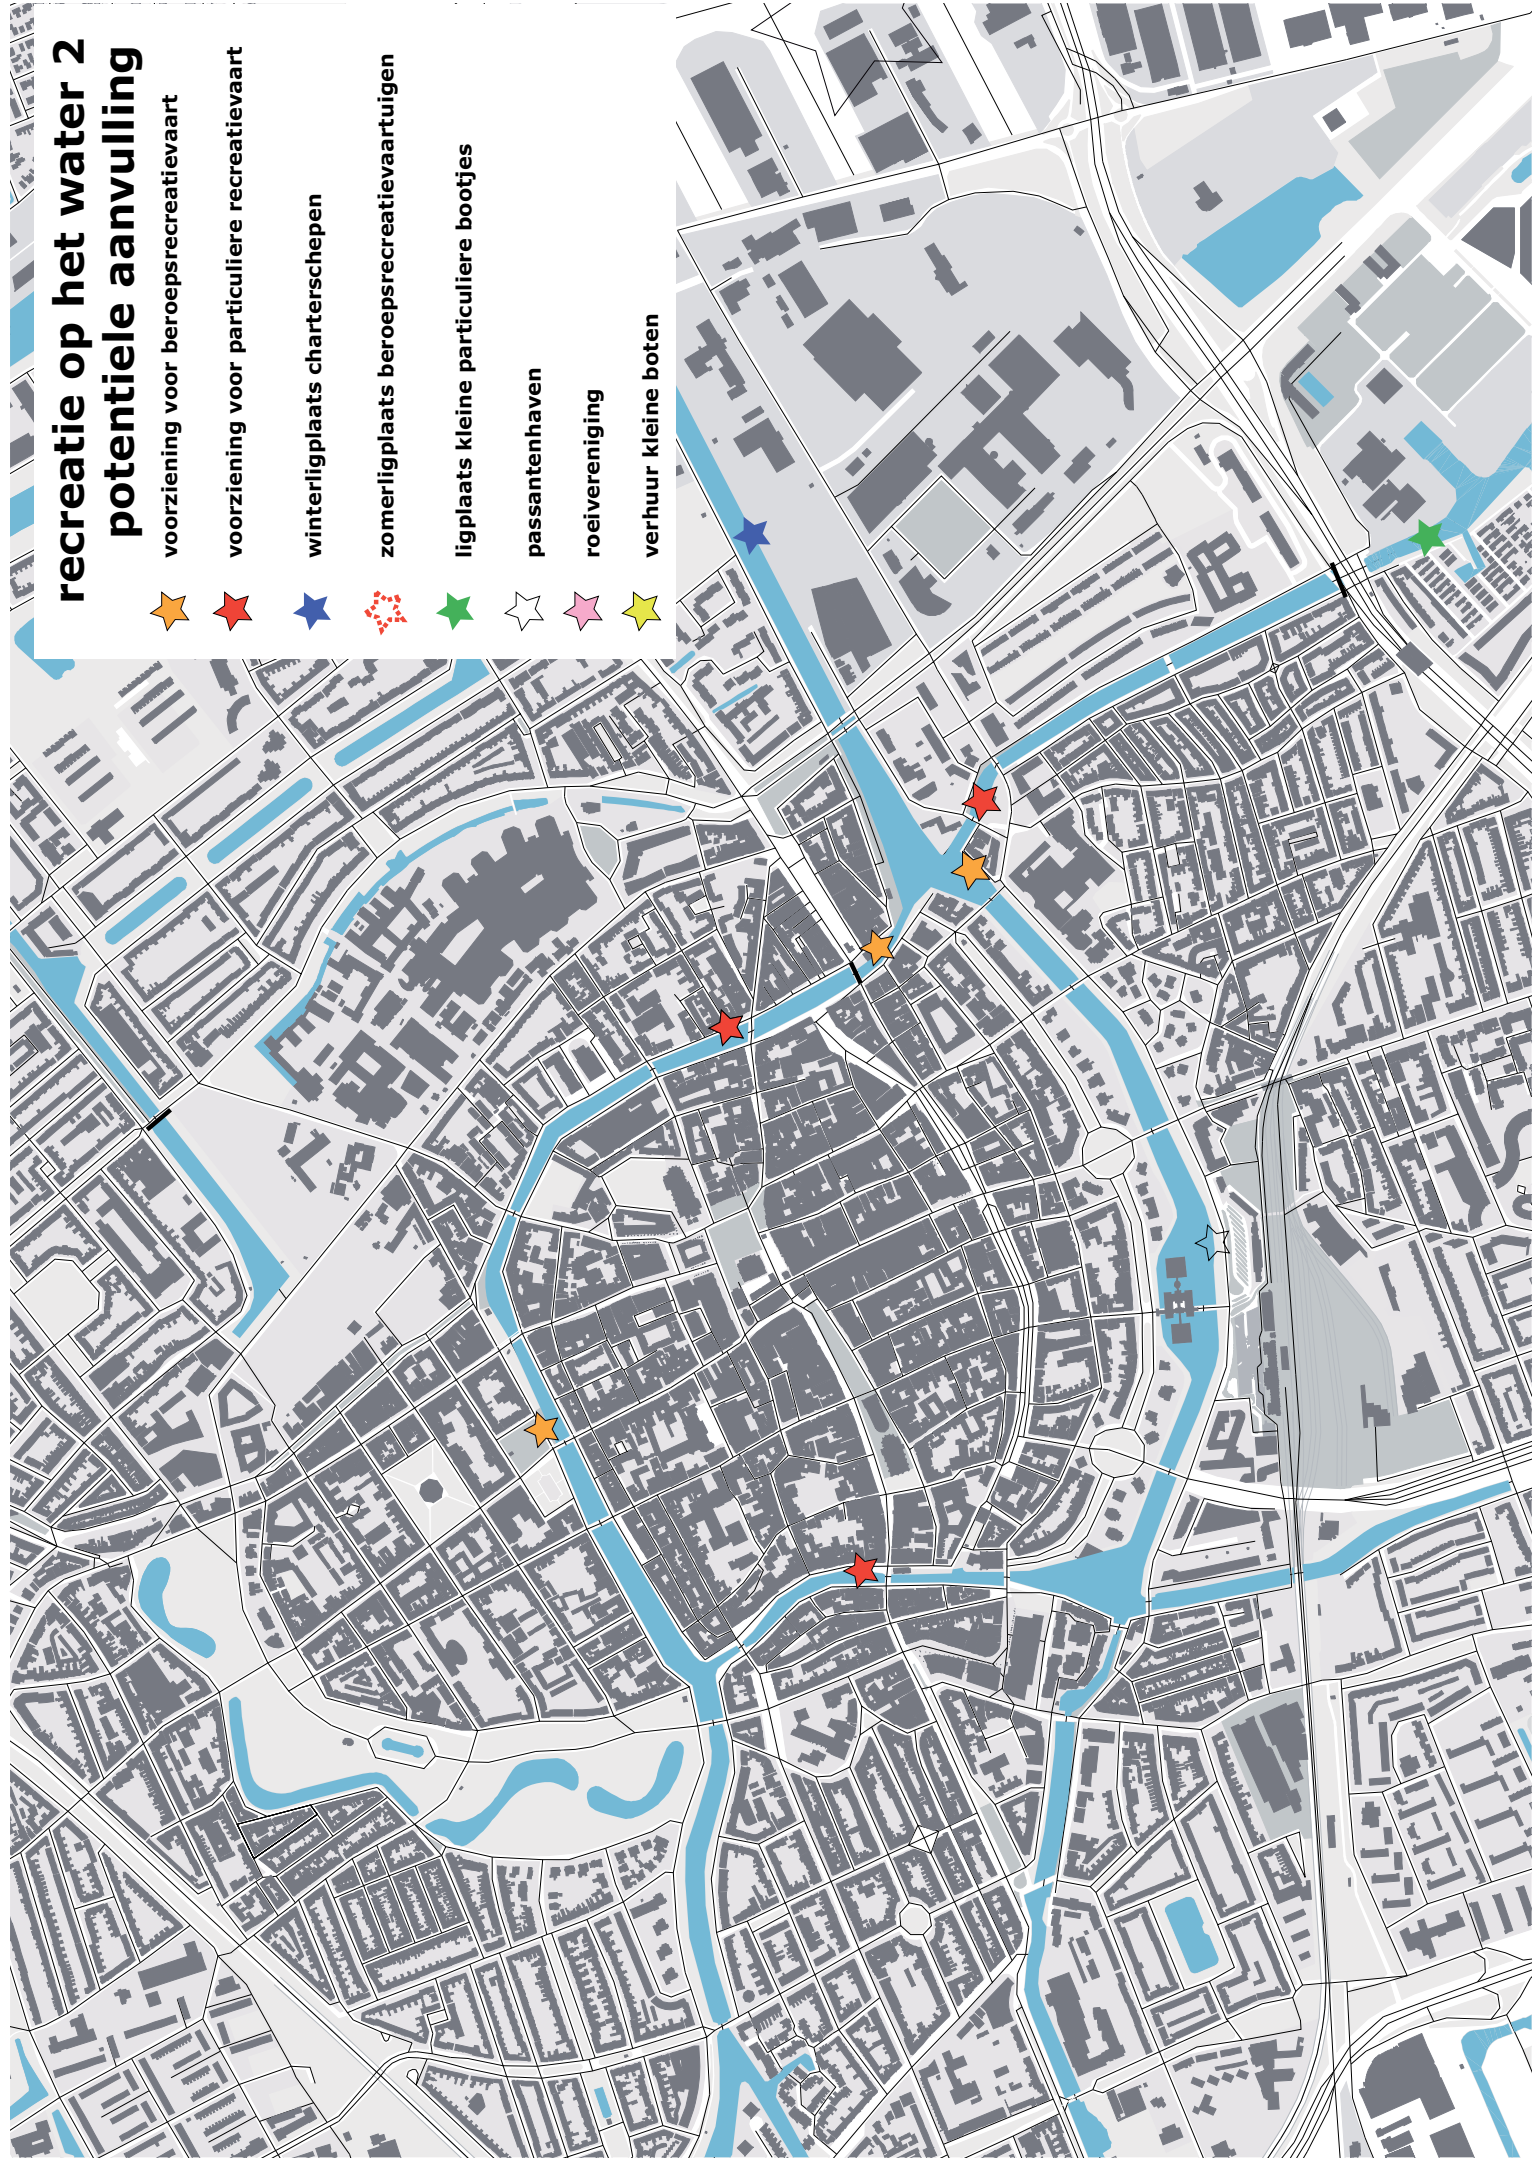 recreatie op het water 2
potentiele aanvulling
voorziening voor beroepsrecreatievaart
voorziening voor particuliere recreatievaart
winterligplaats charterschepen
zomerligplaats beroepsrecreatievaartuigen
ligplaats kleine particuliere bootjes
passantenhaven
roeivereniging
verhuur kleine boten